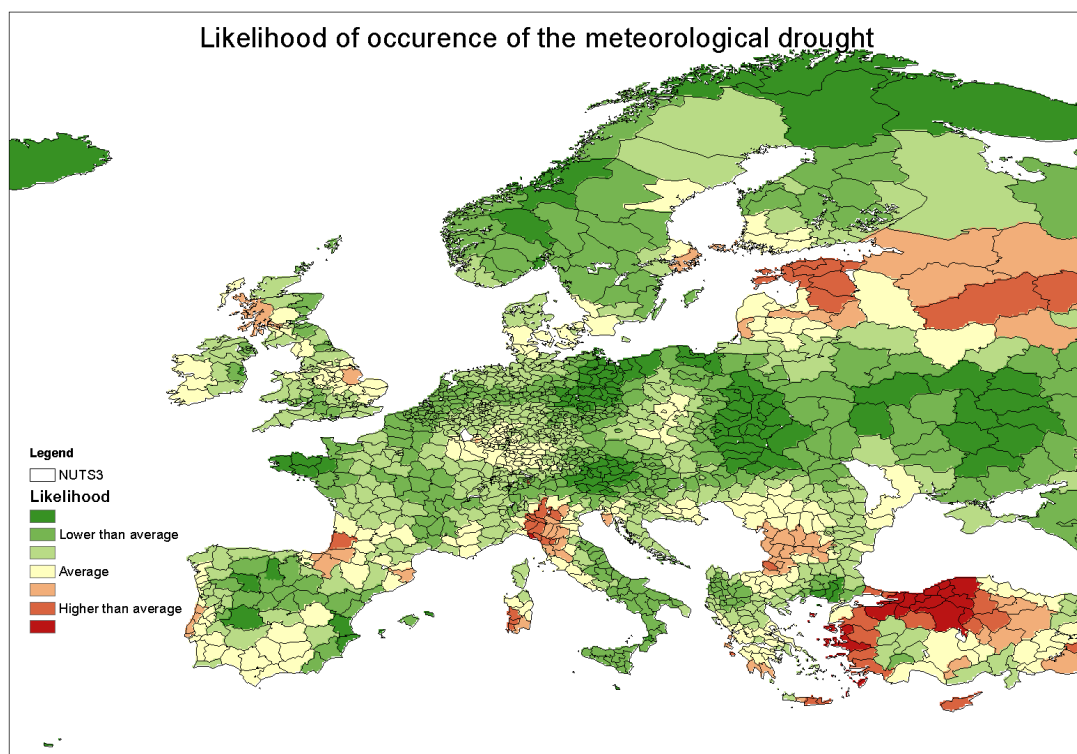 Likelihood of occurence of the meteorological drought
Legend
NUTS3
Likelihood
Lower than average
Average
Higher than average